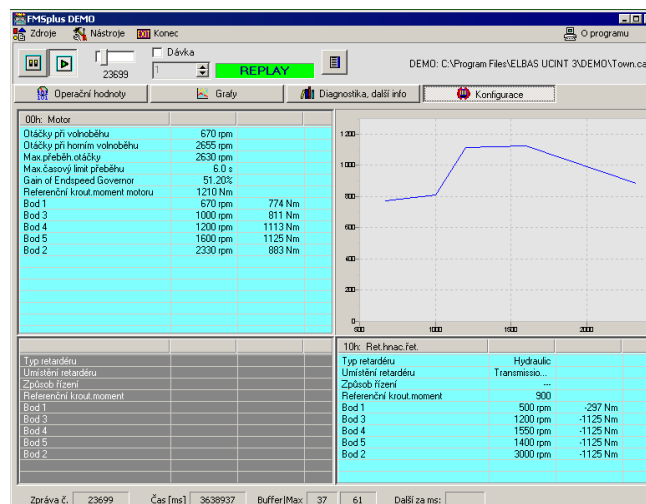 FMSplus DEMO
Zdroje Nástroje EXIT Konec O programu
23699 Dávka 1 REPLAY DEMO: C:\Program Files\ELBAS UCINT 3\DEMO\Town.ca
Operační hodnoty Grafy Diagnostika, další info Konfigurace
00h: Motor
Otáčky při volnoběhu 670 rpm
Otáčky při horním volnoběhu 2655 rpm
Max.přeběh.otáčky 2630 rpm
Max.časový limit přeběhu 6.0 s
Gain of Endspeed Governor 51.20%
Referenční krout.moment motoru 1210 Nm
Bod 1 670 rpm 774 Nm
Bod 3 1000 rpm 811 Nm
Bod 4 1200 rpm 1113 Nm
Bod 5 1600 rpm 1125 Nm
Bod 2 2330 rpm 883 Nm
1200
1000
800
600
400
200
0
500 1000 1500 2000
Typ retardéru
Umístění retardéru
Způsob řízení
Referenční krout.moment
Bod 1
Bod 3
Bod 4
Bod 5
Bod 2
10h: Ret.hnac.řet.
Typ retardéru Hydraulic
Umístění retardéru Transmissio...
Způsob řízení ---
Referenční krout.moment 900
Bod 1 500 rpm -297 Nm
Bod 3 1200 rpm -1125 Nm
Bod 4 1550 rpm -1125 Nm
Bod 5 1400 rpm -1125 Nm
Bod 2 3000 rpm -1125 Nm
Zpráva č. 23699 Čas [ms] 3638937 Buffer|Max 37 61 Další za ms: